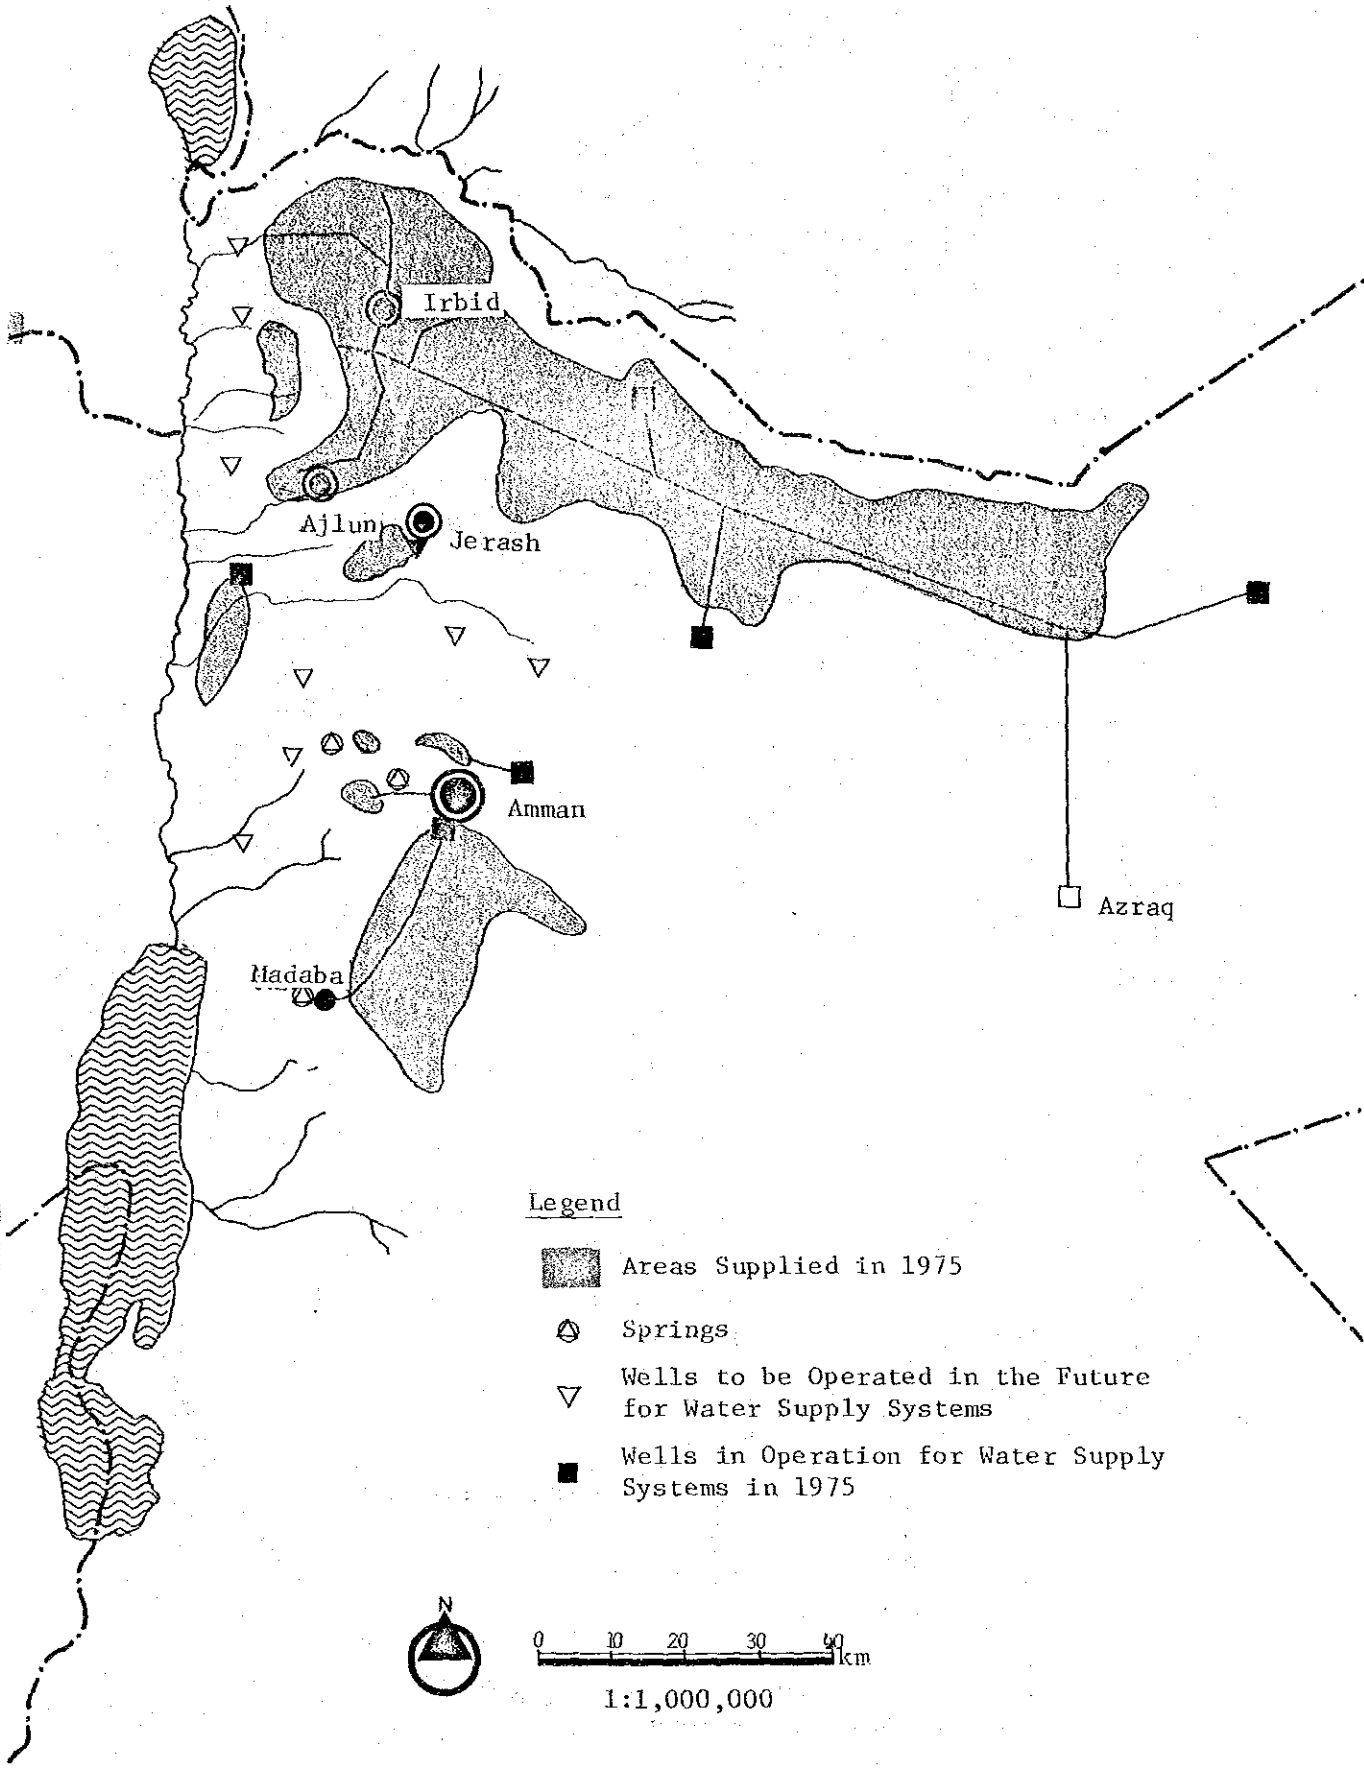 Irbid
Ajlun
Jerash
Amman
Azraq
Madaba
Legend
Areas Supplied in 1975
Springs
Wells to be Operated in the Future
for Water Supply Systems
Wells in Operation for Water Supply
Systems in 1975
N
0 10 20 30 40 km
1:1,000,000